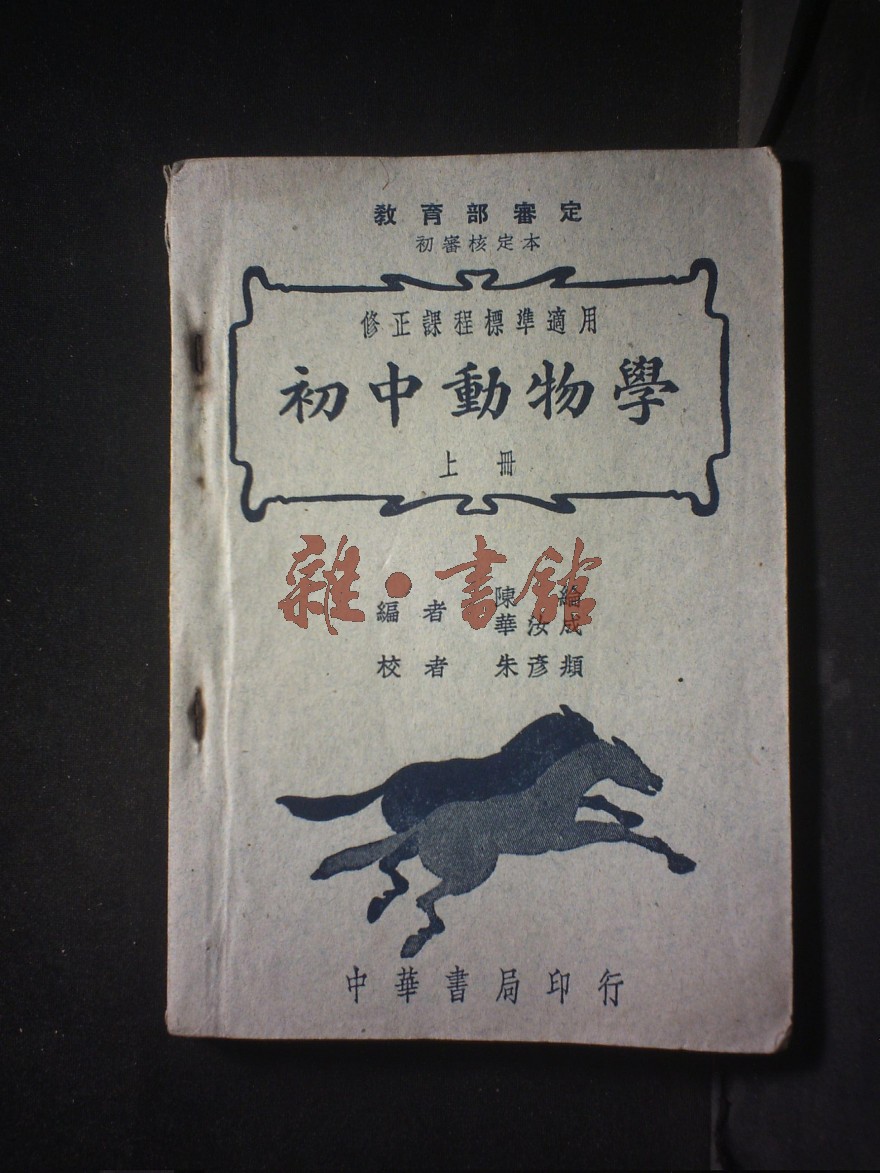 教育部審定
初審核定本
修正課程標準適用
初中動物學
上冊
雜·書館
編者 陳綸
華汝成
校者 朱彥頫
中華書局印行